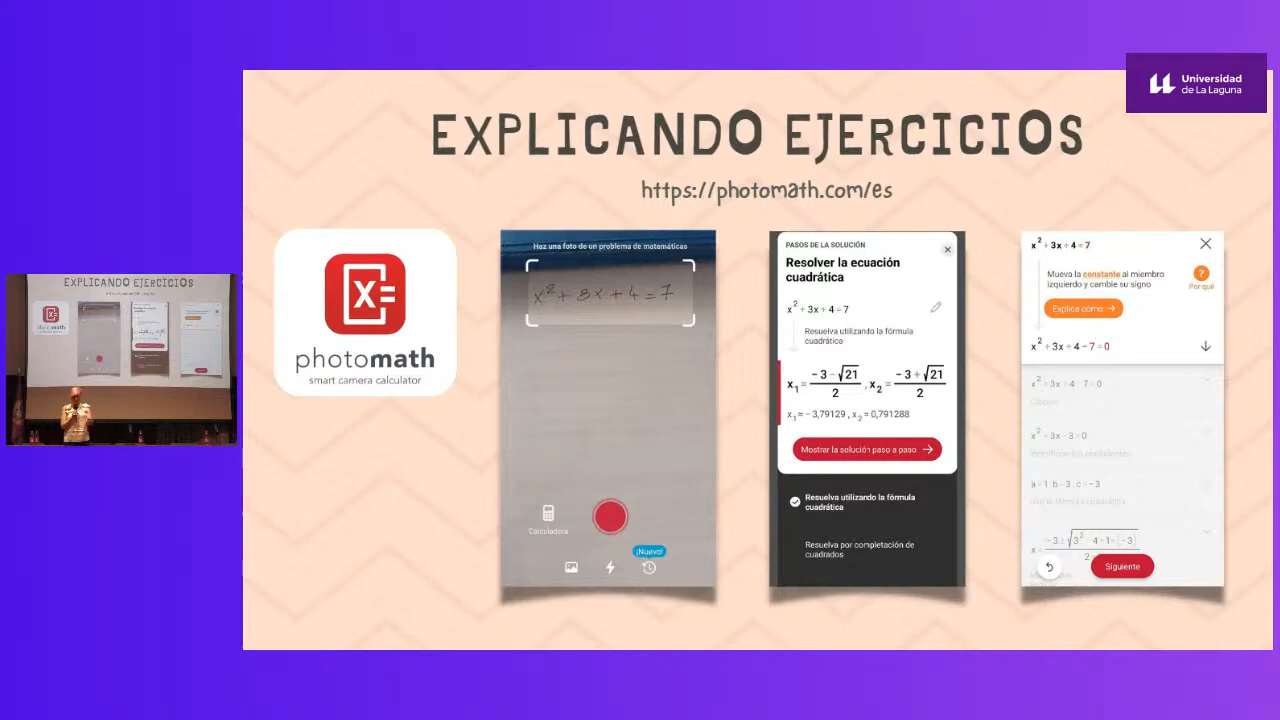 Universidad
de La Laguna
EXPLICANDO EJERCICIOS
https://photomath.com/es
photomath
smart camera calculator
Haz una foto de un problema de matemáticas
x² + 3x + 4 = 7
Calculadora
¡Nuevo!
PASOS DE LA SOLUCIÓN
Resolver la ecuación
cuadrática
x² + 3x + 4 = 7
Resuelva utilizando la fórmula
cuadrática
x₁ = (−3 − √21)/2 , x₂ = (−3 + √21)/2
x₁ = − 3,79129 , x₂ = 0,791288
Mostrar la solución paso a paso
Resuelva utilizando la fórmula
cuadrática
Resuelva por completación de
cuadrados
x² + 3x + 4 = 7
Mueva la constante al miembro
izquierdo y cambie su signo
?
Por qué
Explica cómo
x² + 3x + 4 − 7 = 0
x² + 3x + 4 − 7 = 0
x² + 3x − 3 = 0
Siguiente
EXPLICANDO EJERCICIOS